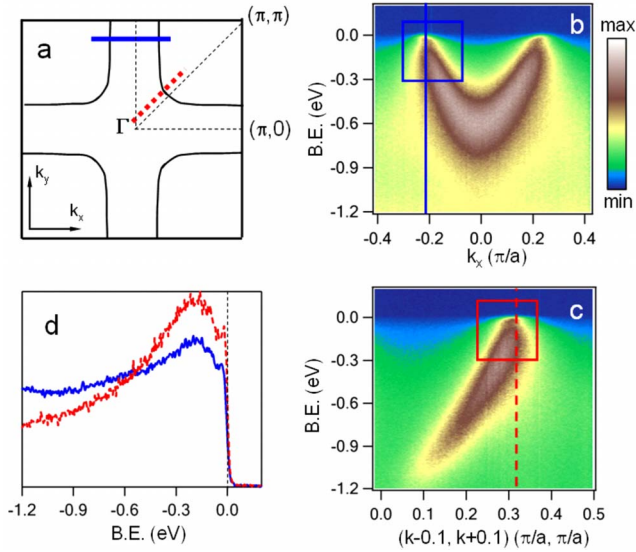 a
(π,π)
Γ
(π,0)
k_y
k_x
b
0.0
-0.3
-0.6
-0.9
-1.2
B.E. (eV)
-0.4 -0.2 0.0 0.2 0.4
k_x (π/a)
max
min
d
-1.2 -0.9 -0.6 -0.3 0.0
B.E. (eV)
c
0.0
-0.3
-0.6
-0.9
-1.2
B.E. (eV)
0.0 0.1 0.2 0.3 0.4 0.5
(k-0.1, k+0.1) (π/a, π/a)